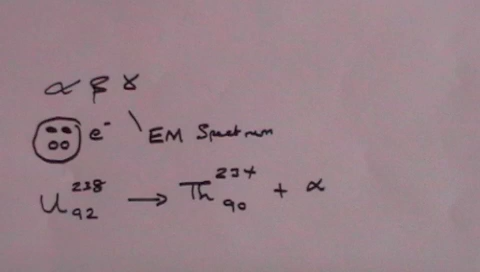 α β γ
e⁻ EM Spectrum
U²³⁸₉₂ → Th²³⁴₉₀ + α